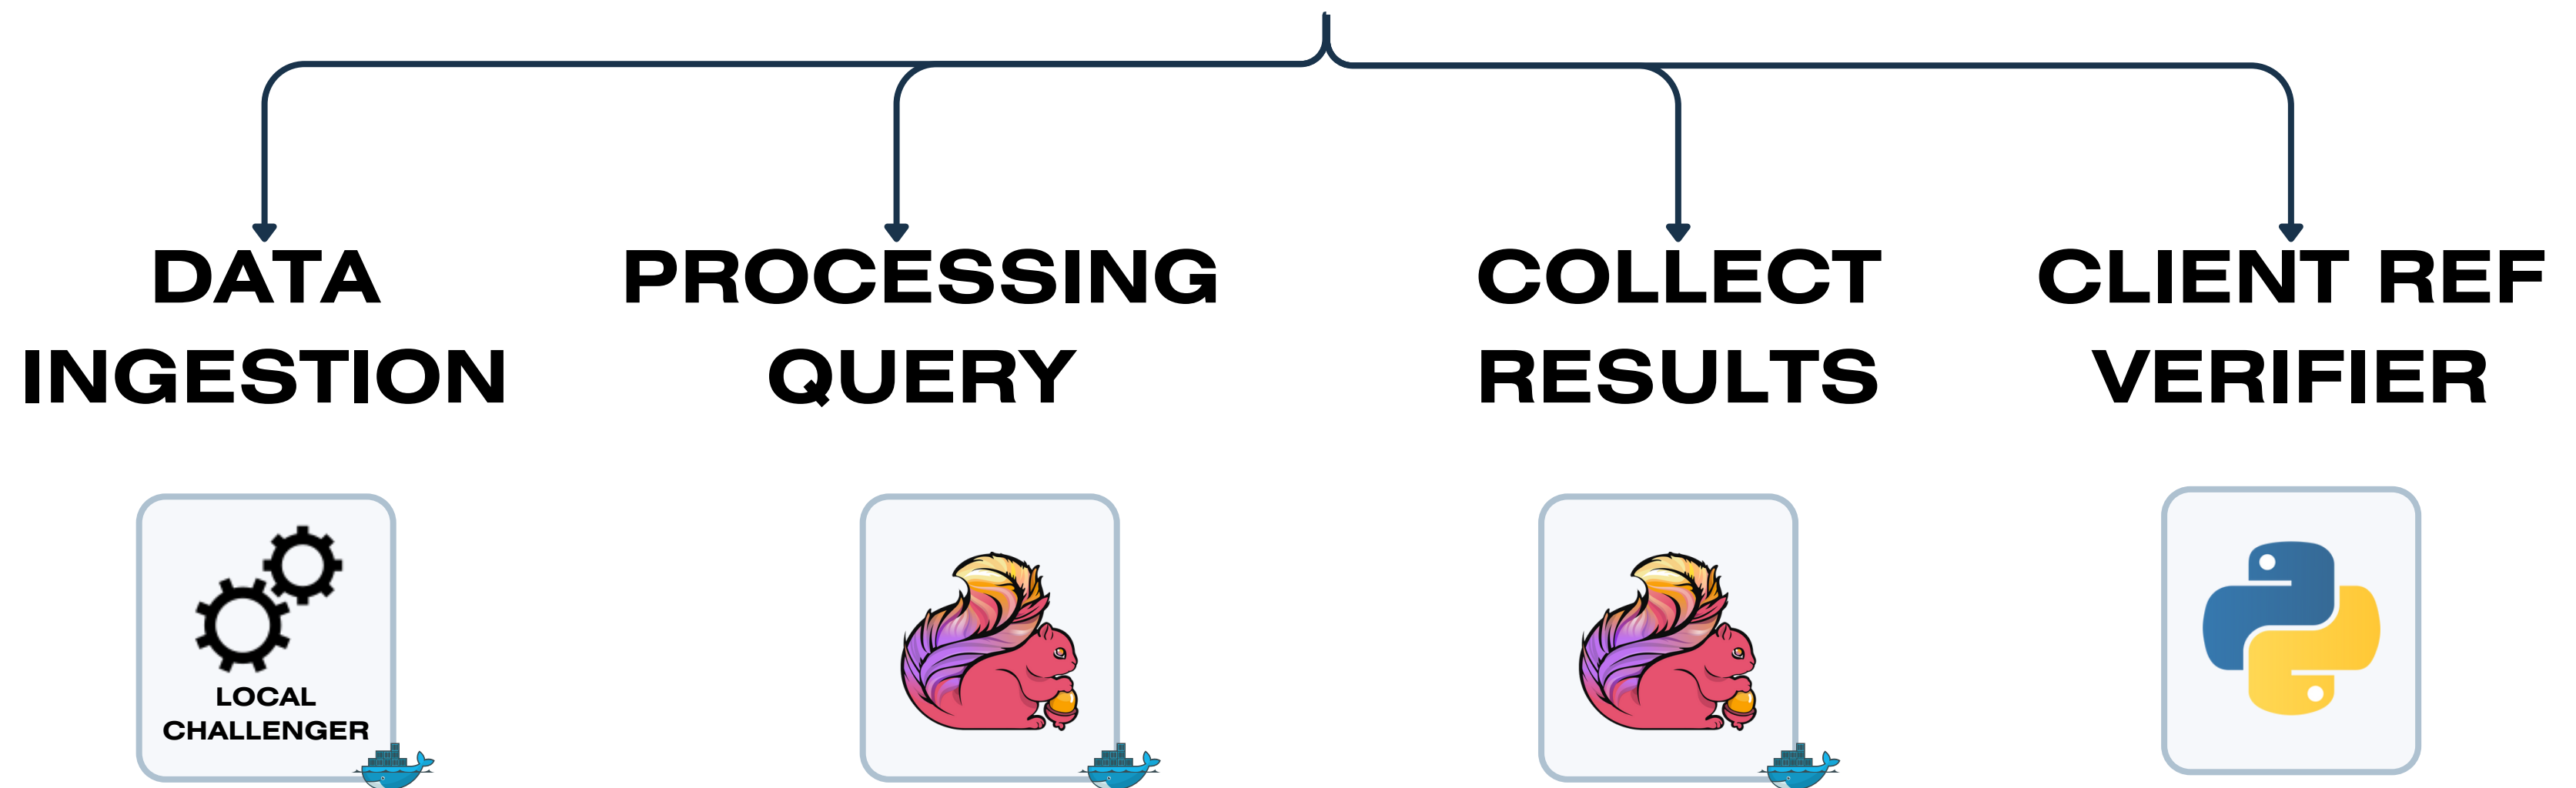 DATA
INGESTION
PROCESSING
QUERY
COLLECT
RESULTS
CLIENT REF
VERIFIER
LOCAL
CHALLENGER